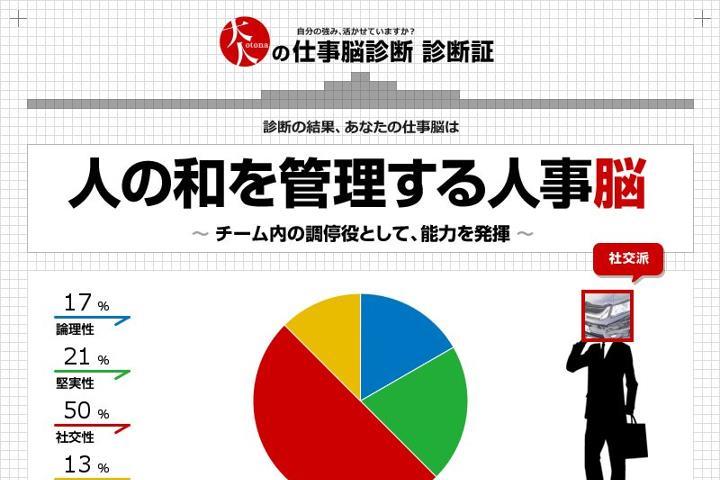 自分の強み、活かせていますか?
大人
otona
の仕事脳診断 診断証
診断の結果、あなたの仕事脳は
人の和を管理する人事脳
~ チーム内の調停役として、能力を発揮 ~
社交派
17 %
論理性
21 %
堅実性
50 %
社交性
13 %